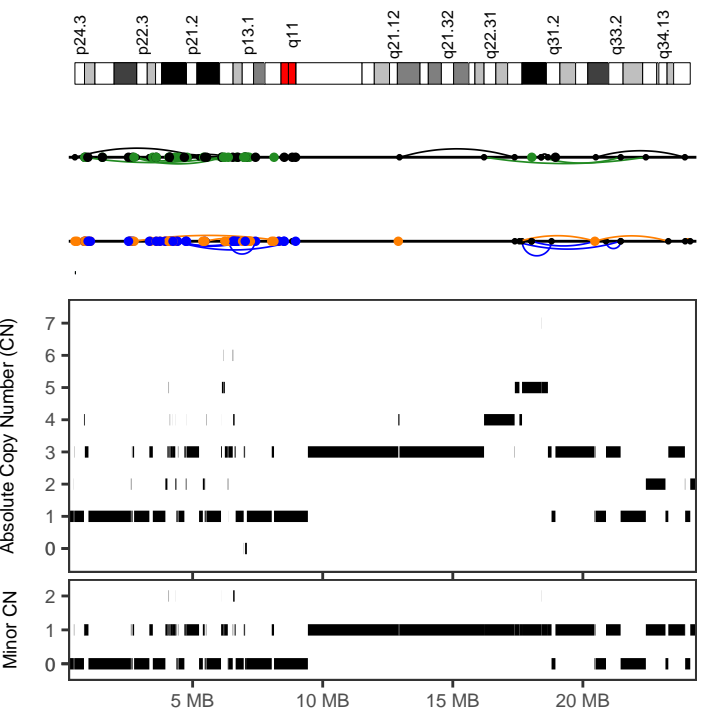 p24.3 p22.3 p21.2 p13.1 q11 q21.12 q21.32 q22.31 q31.2 q33.2 q34.13
Absolute Copy Number (CN)
7
6
5
4
3
2
1
0
Minor CN
2
1
0
5 MB 10 MB 15 MB 20 MB